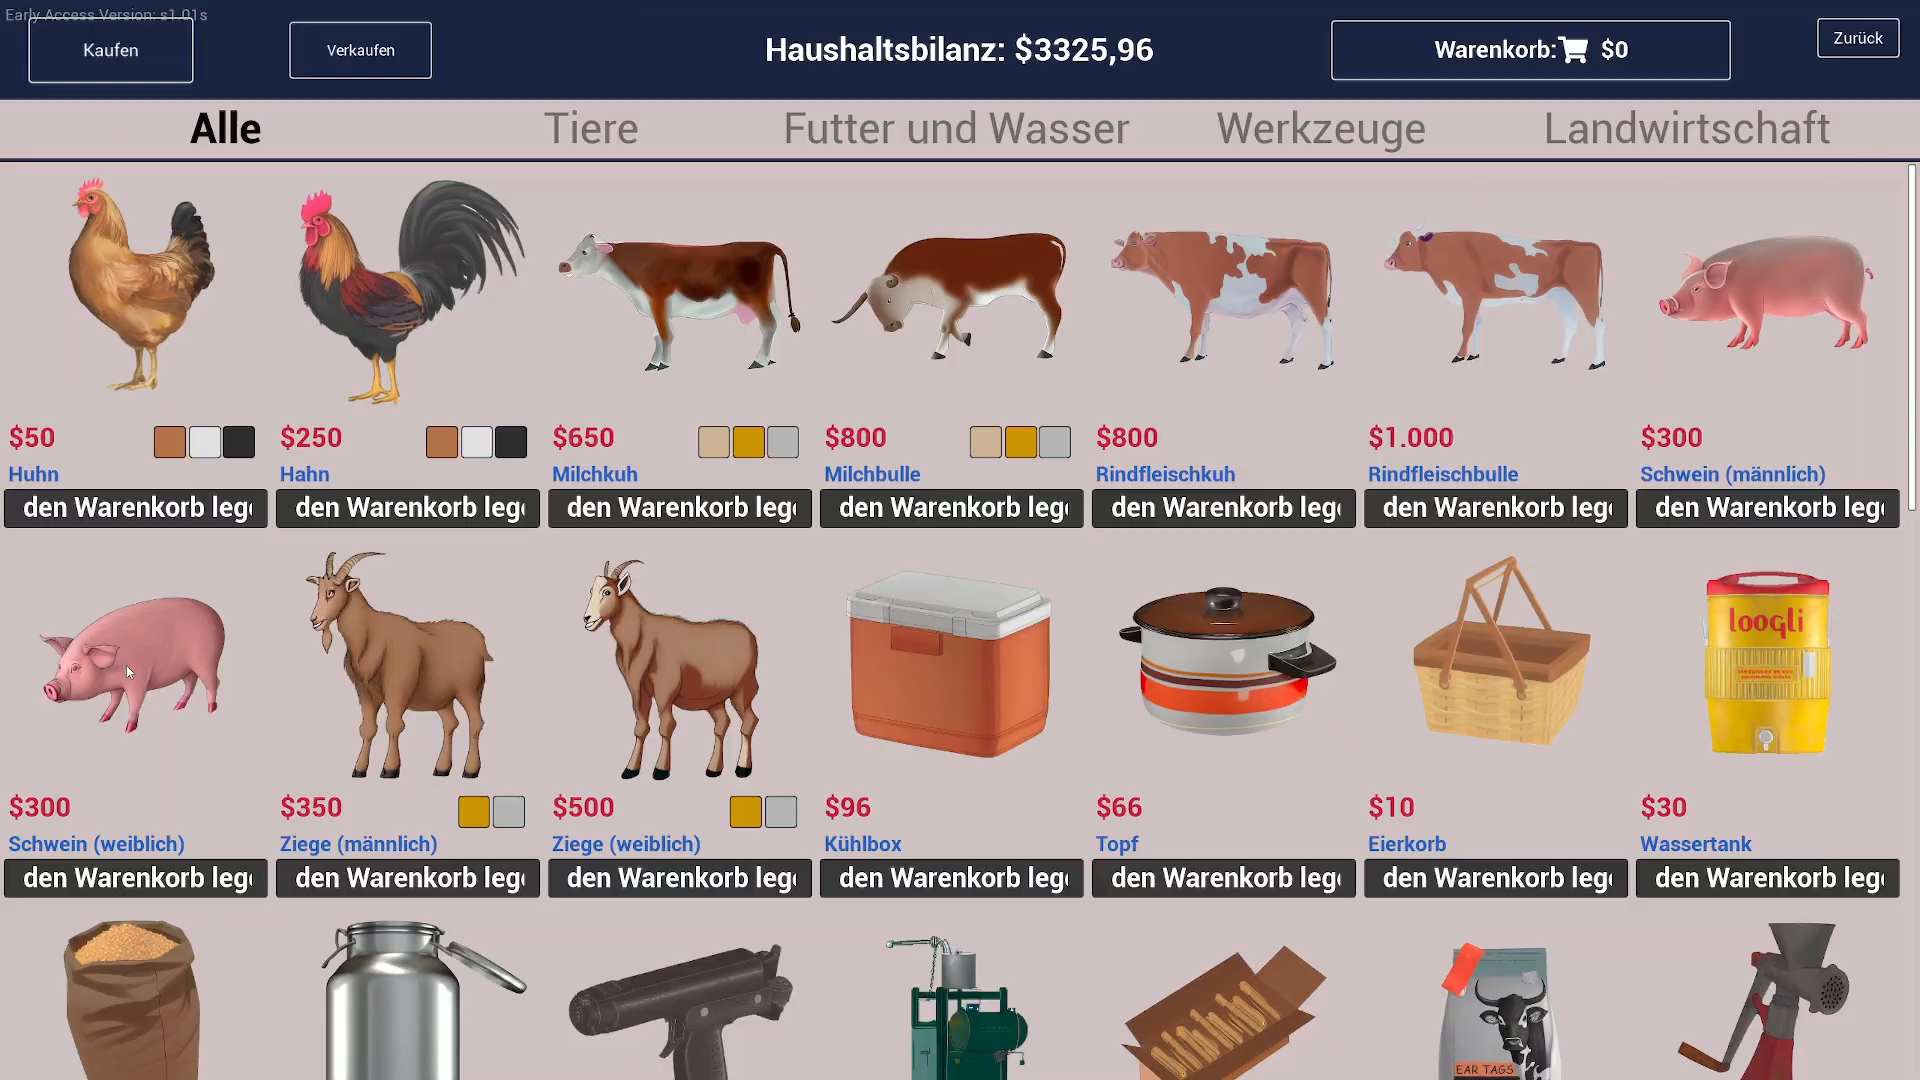 Early Access Version: s1.01s
Kaufen
Verkaufen
Haushaltsbilanz: $3325,96
Warenkorb: $0
Zurück
Alle
Tiere
Futter und Wasser
Werkzeuge
Landwirtschaft
$50
$250
$650
$800
$800
$1.000
$300
Huhn
Hahn
Milchkuh
Milchbulle
Rindfleischkuh
Rindfleischbulle
Schwein (männlich)
den Warenkorb leg
den Warenkorb leg
den Warenkorb leg
den Warenkorb leg
den Warenkorb leg
den Warenkorb leg
den Warenkorb leg
loogli
$300
$350
$500
$96
$66
$10
$30
Schwein (weiblich)
Ziege (männlich)
Ziege (weiblich)
Kühlbox
Topf
Eierkorb
Wassertank
den Warenkorb leg
den Warenkorb leg
den Warenkorb leg
den Warenkorb leg
den Warenkorb leg
den Warenkorb leg
den Warenkorb leg
EAR TAGS